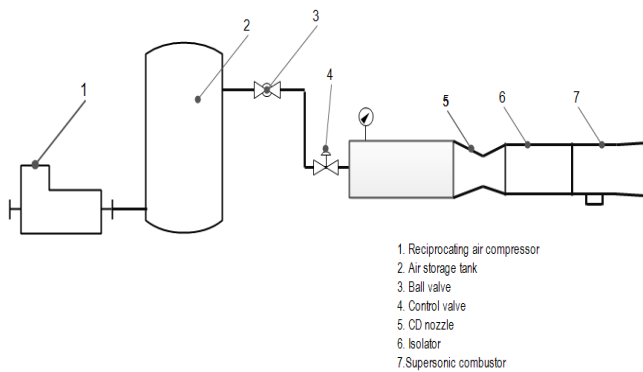 1
2
3
4
5
6
7
1. Reciprocating air compressor
2. Air storage tank
3. Ball valve
4. Control valve
5. CD nozzle
6. Isolator
7.Supersonic combustor